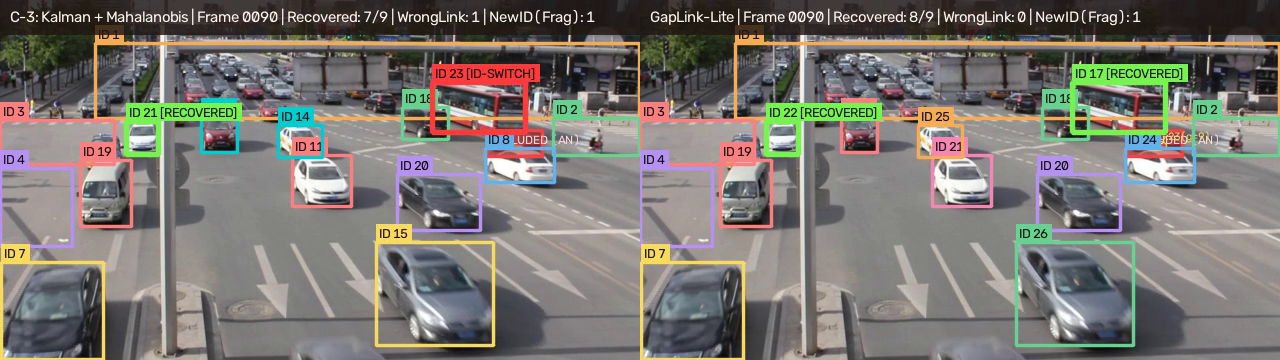 C-3: Kalman + Mahalanobis | Frame 0090 | Recovered: 7/9 | WrongLink: 1 | NewID(Frag): 1
ID 1
ID 23 [ID-SWITCH]
ID 18
ID 2
ID 3
ID 21 [RECOVERED]
ID 14
UDED
AN)
ID 8
ID 11
ID 19
ID 4
ID 20
ID 15
ID 7
GapLink-Lite | Frame 0090 | Recovered: 8/9 | WrongLink: 0 | NewID(Frag): 1
ID 1
ID 17 [RECOVERED]
ID 18
ID 2
ID 3
ID 22 [RECOVERED]
ID 25
ID 24
AN)
ID 21
ID 19
ID 4
ID 20
ID 26
ID 7